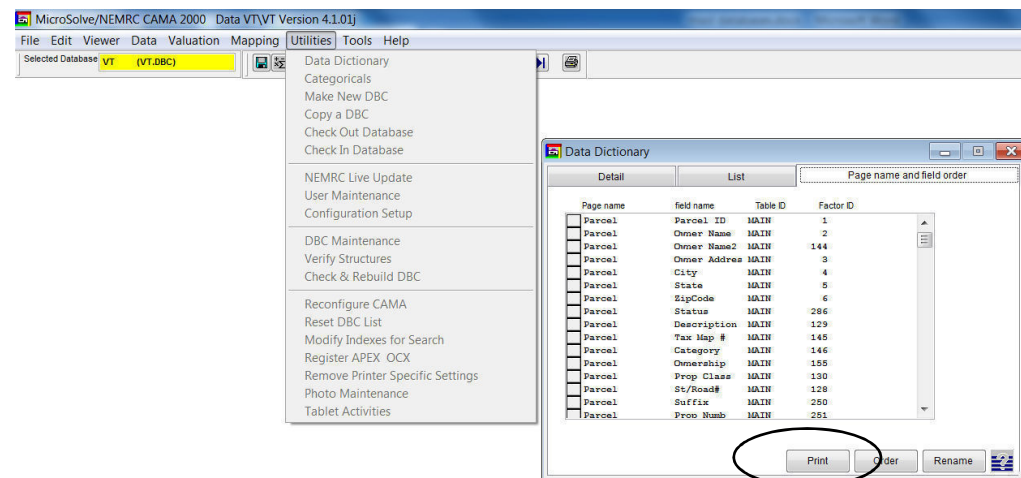 MicroSolve/NEMRC CAMA 2000 Data VT\VT Version 4.1.01j
File Edit Viewer Data Valuation Mapping Utilities Tools Help
Selected Database VT (VT.DBC)
Data Dictionary
Categoricals
Make New DBC
Copy a DBC
Check Out Database
Check In Database
NEMRC Live Update
User Maintenance
Configuration Setup
DBC Maintenance
Verify Structures
Check & Rebuild DBC
Reconfigure CAMA
Reset DBC List
Modify Indexes for Search
Register APEX OCX
Remove Printer Specific Settings
Photo Maintenance
Tablet Activities
Data Dictionary
Detail List Page name and field order
Page name field name Table ID Factor ID
Parcel Parcel ID MAIN 1
Parcel Owner Name MAIN 2
Parcel Owner Name2 MAIN 144
Parcel Owner Addres MAIN 3
Parcel City MAIN 4
Parcel State MAIN 5
Parcel ZipCode MAIN 6
Parcel Status MAIN 286
Parcel Description MAIN 129
Parcel Tax Map # MAIN 145
Parcel Category MAIN 146
Parcel Ownership MAIN 155
Parcel Prop Class MAIN 130
Parcel St/Road# MAIN 128
Parcel Suffix MAIN 250
Parcel Prop Numb MAIN 251
Print Order Rename